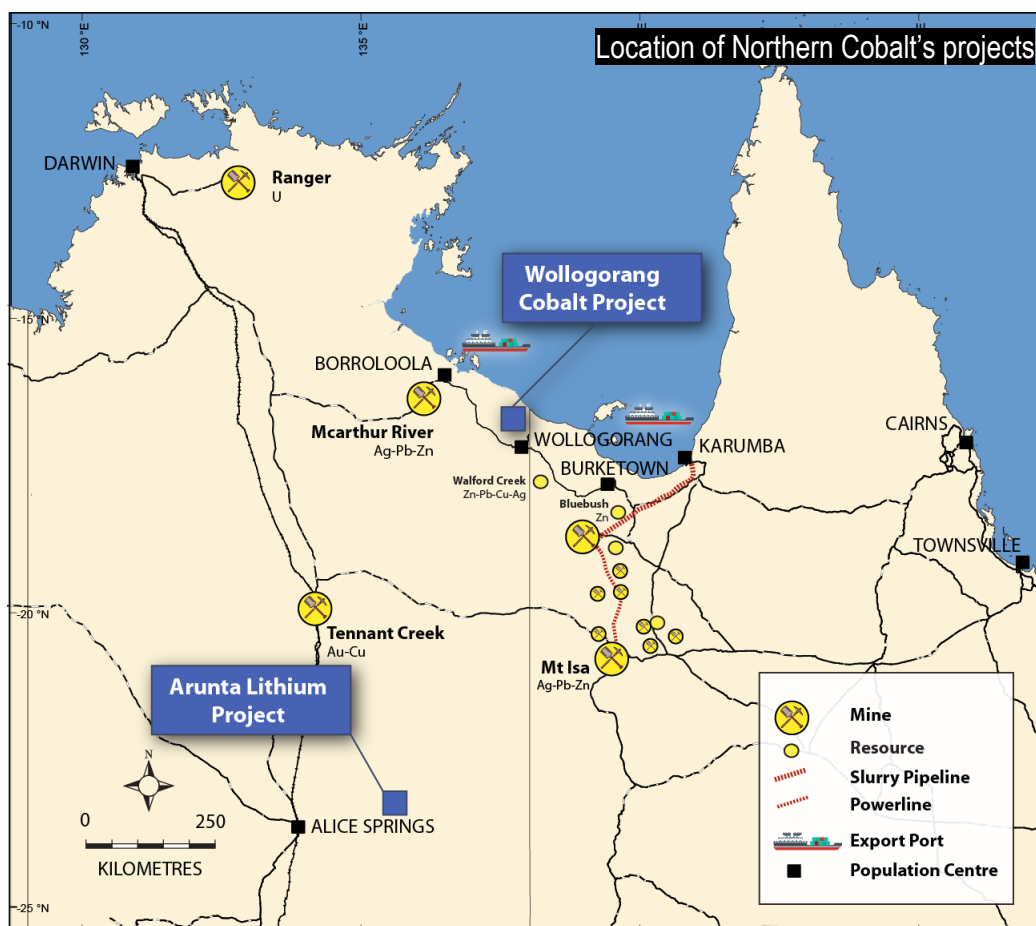 Location of Northern Cobalt's projects
-10 °N
130 °E
135 °E
DARWIN
Ranger
U
Wollogorang
Cobalt Project
-15 °N
BORROLOOLA
Mcarthur River
Ag-Pb-Zn
WOLLOGORANG
KARUMBA
CAIRNS
BURKETOWN
Walford Creek
Zn-Pb-Cu-Ag
Bluebush
Zn
TOWNSVILLE
-20 °N
Tennant Creek
Au-Cu
Mt Isa
Ag-Pb-Zn
Arunta Lithium
Project
N
0 250
KILOMETRES
ALICE SPRINGS
-25 °N
Mine
Resource
Slurry Pipeline
Powerline
Export Port
Population Centre